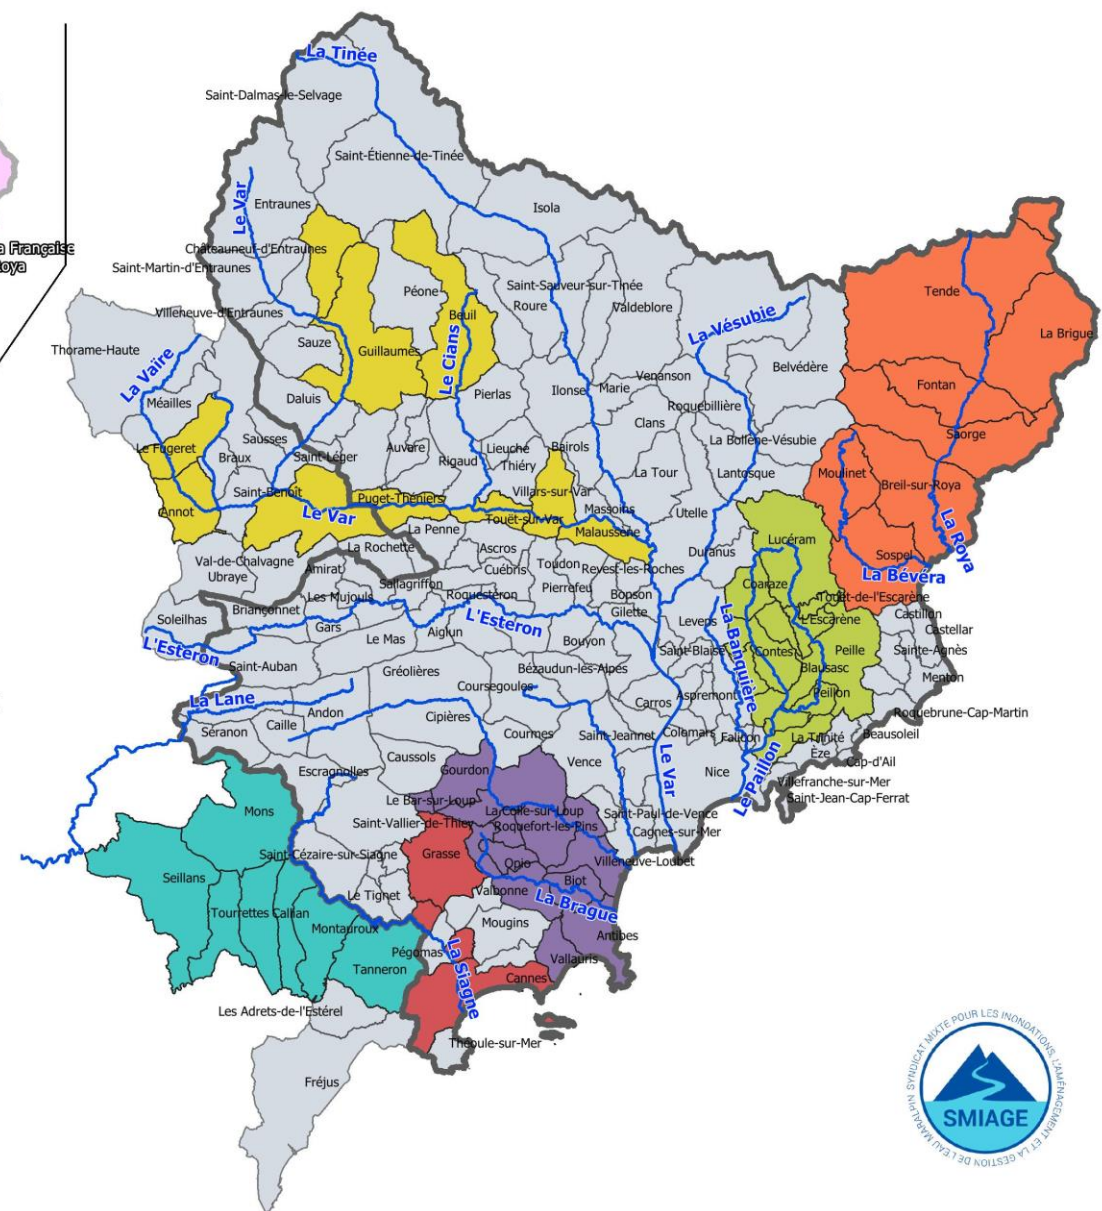 La Tinée
Saint-Dalmas-le-Selvage
Saint-Étienne-de-Tinée
Le Var
Entraunes
Isola
a Française
Châteauneuf-d'Entraunes
Saint-Martin-d'Entraunes
Péone
Saint-Sauveur-sur-Tinée
Roure
Valdeblore
Tende
Villeneuve-d'Entraunes
Beuil
La Vésubie
La Brigue
Thorame-Haute
La Vaïre
Sauze
Guillaumes
Le Cians
Belvédère
Venanson
Marie
Ilonse
Pierlas
Fontan
Daluis
Méailles
Roquebillière
Clans
Saorge
Le Fugeret
Sausses
Braux
Auvare
Lieuche
Bairols
La Bollène-Vésubie
Saint-Léger
Rigaud
Thiéry
La Tour
Lantosque
Moulinet
Breil-sur-Roya
Saint-Benoît
Puget-Théniers
Villars-sur-Var
Annot
Le Var
Touët-sur-Var
Massoins
Utelle
La Penne
Malaussène
Lucéram
La Roya
La Rochette
Ascros
Duranus
Sospel
Val-de-Chalvagne
Ubraye
Amirat
Cuébris
Toudon
Revest-les-Roches
La Bévéra
Sallagriffon
Pierrefeu
Coaraze
Touët-de-l'Escarène
Les Mujouls
Roquestéron
Bonson
Briançonnet
Gilette
Castillon
Soleilhas
Gars
L'Esteron
Levens
La Banquière
L'Escarène
Castellar
Le Mas
Aiglun
Bouyon
Saint-Blaise
Contes
Peille
Sainte-Agnès
L'Esteron
Saint-Auban
Gréolières
Bézaudun-les-Alpes
Blausasc
Menton
La Lane
Coursegoules
Aspremont
Peillon
Andon
Carros
Roquebrune-Cap-Martin
Séranon
Caille
Cipières
Courmes
Saint-Jeannet
Colomars
Falicon
La Trinité
Beausoleil
Èze
Caussols
Vence
Le Var
Cap-d'Ail
Escragnolles
Gourdon
Nice
Le Paillon
Villefranche-sur-Mer
Saint-Jean-Cap-Ferrat
Le Bar-sur-Loup
Mons
La Colle-sur-Loup
Saint-Paul-de-Vence
Saint-Vallier-de-Thiey
Roquefort-les-Pins
Cagnes-sur-Mer
Saint-Cézaire-sur-Siagne
Grasse
Opio
Villeneuve-Loubet
Seillans
Le Tignet
Valbonne
Biot
La Brague
Tourrettes
Callian
Montauroux
Mougins
Antibes
Pégomas
La Siagne
Vallauris
Tanneron
Cannes
Les Adrets-de-l'Estérel
Théoule-sur-Mer
Fréjus
SYNDICAT MIXTE POUR LES INONDATIONS, L'AMÉNAGEMENT ET LA GESTION DE L'EAU MARALPIN
SMIAGE